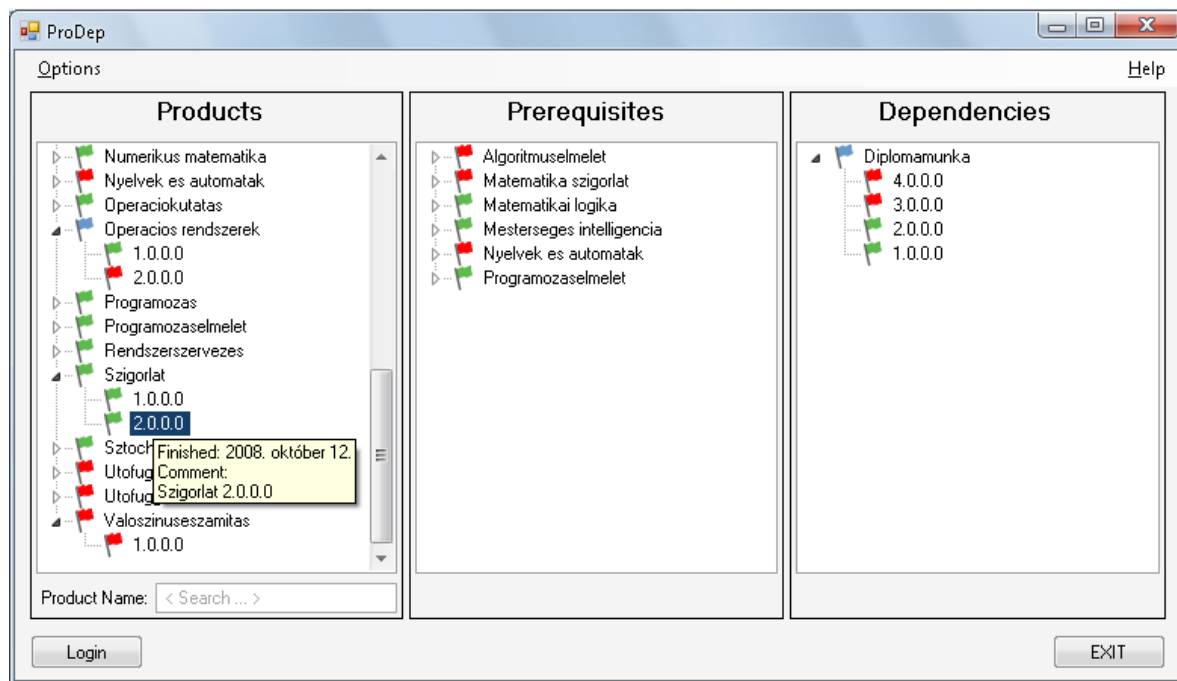 ProDep
Options
Help
Products
Numerikus matematika
Nyelvek es automatak
Operaciokutatas
Operacios rendszerek
1.0.0.0
2.0.0.0
Programozas
Programozaselmelet
Rendszerszervezes
Szigorlat
1.0.0.0
2.0.0.0
Sztoch
Utofug
Utofug
Valoszinuseszamitas
1.0.0.0
Finished: 2008. október 12.
Comment:
Szigorlat 2.0.0.0
Product Name: < Search ... >
Prerequisites
Algoritmuselmelet
Matematika szigorlat
Matematikai logika
Mesterseges intelligencia
Nyelvek es automatak
Programozaselmelet
Dependencies
Diplomamunka
4.0.0.0
3.0.0.0
2.0.0.0
1.0.0.0
Login
EXIT